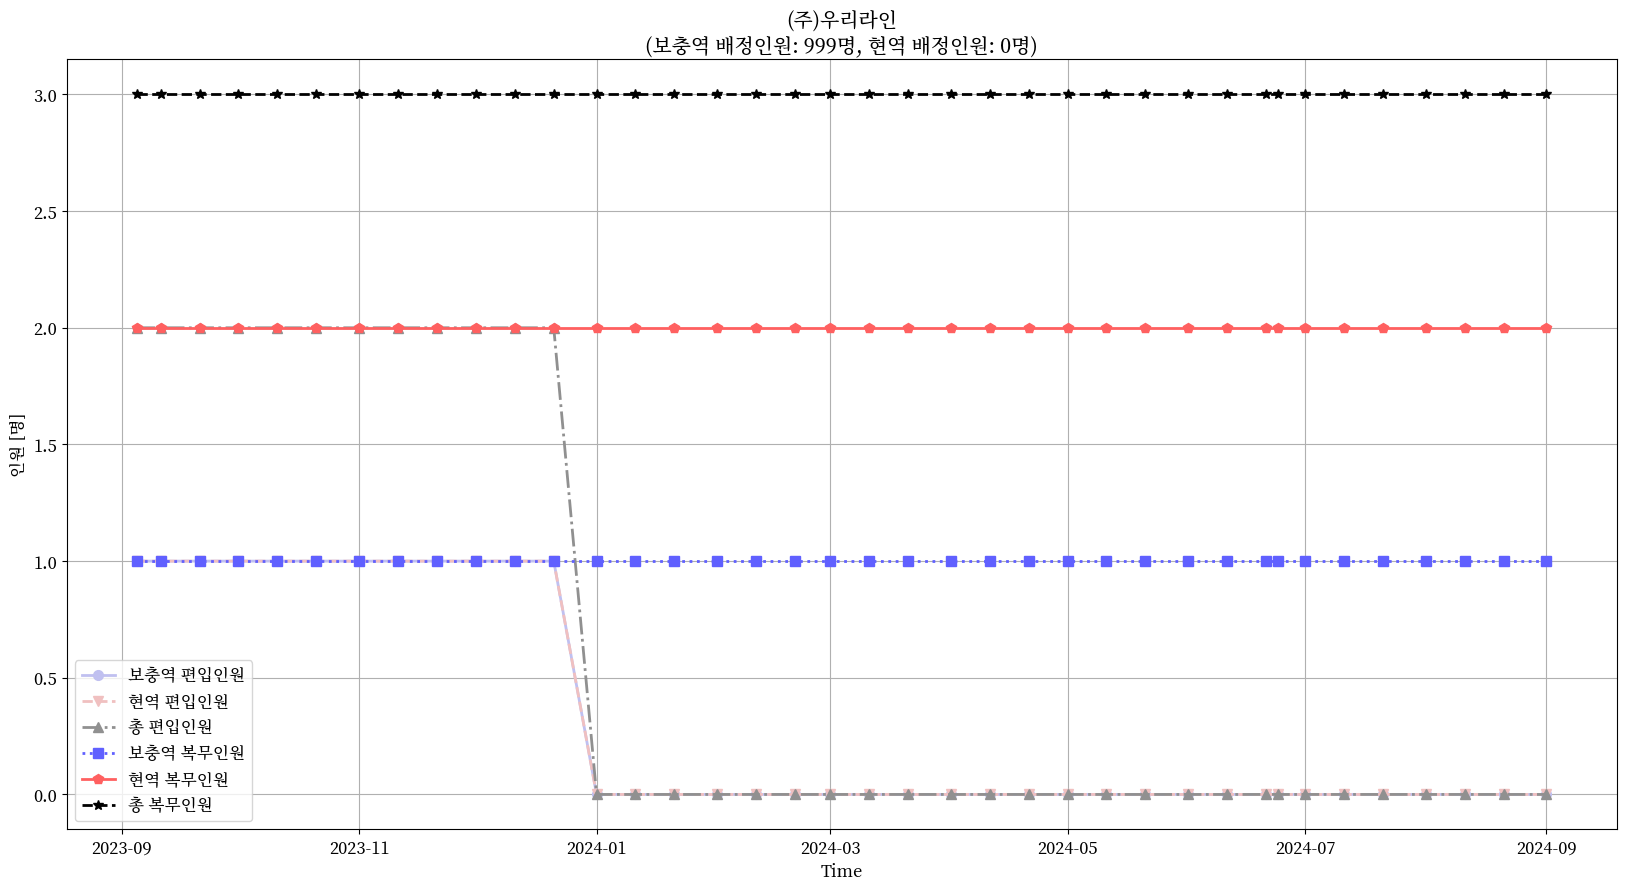 (주)우리라인
(보충역 배정인원: 999명, 현역 배정인원: 0명)
3.0
2.5
2.0
1.5
1.0
0.5
0.0
인원 [명]
보충역 편입인원
현역 편입인원
총 편입인원
보충역 복무인원
현역 복무인원
총 복무인원
2023-09 2023-11 2024-01 2024-03 2024-05 2024-07 2024-09
Time